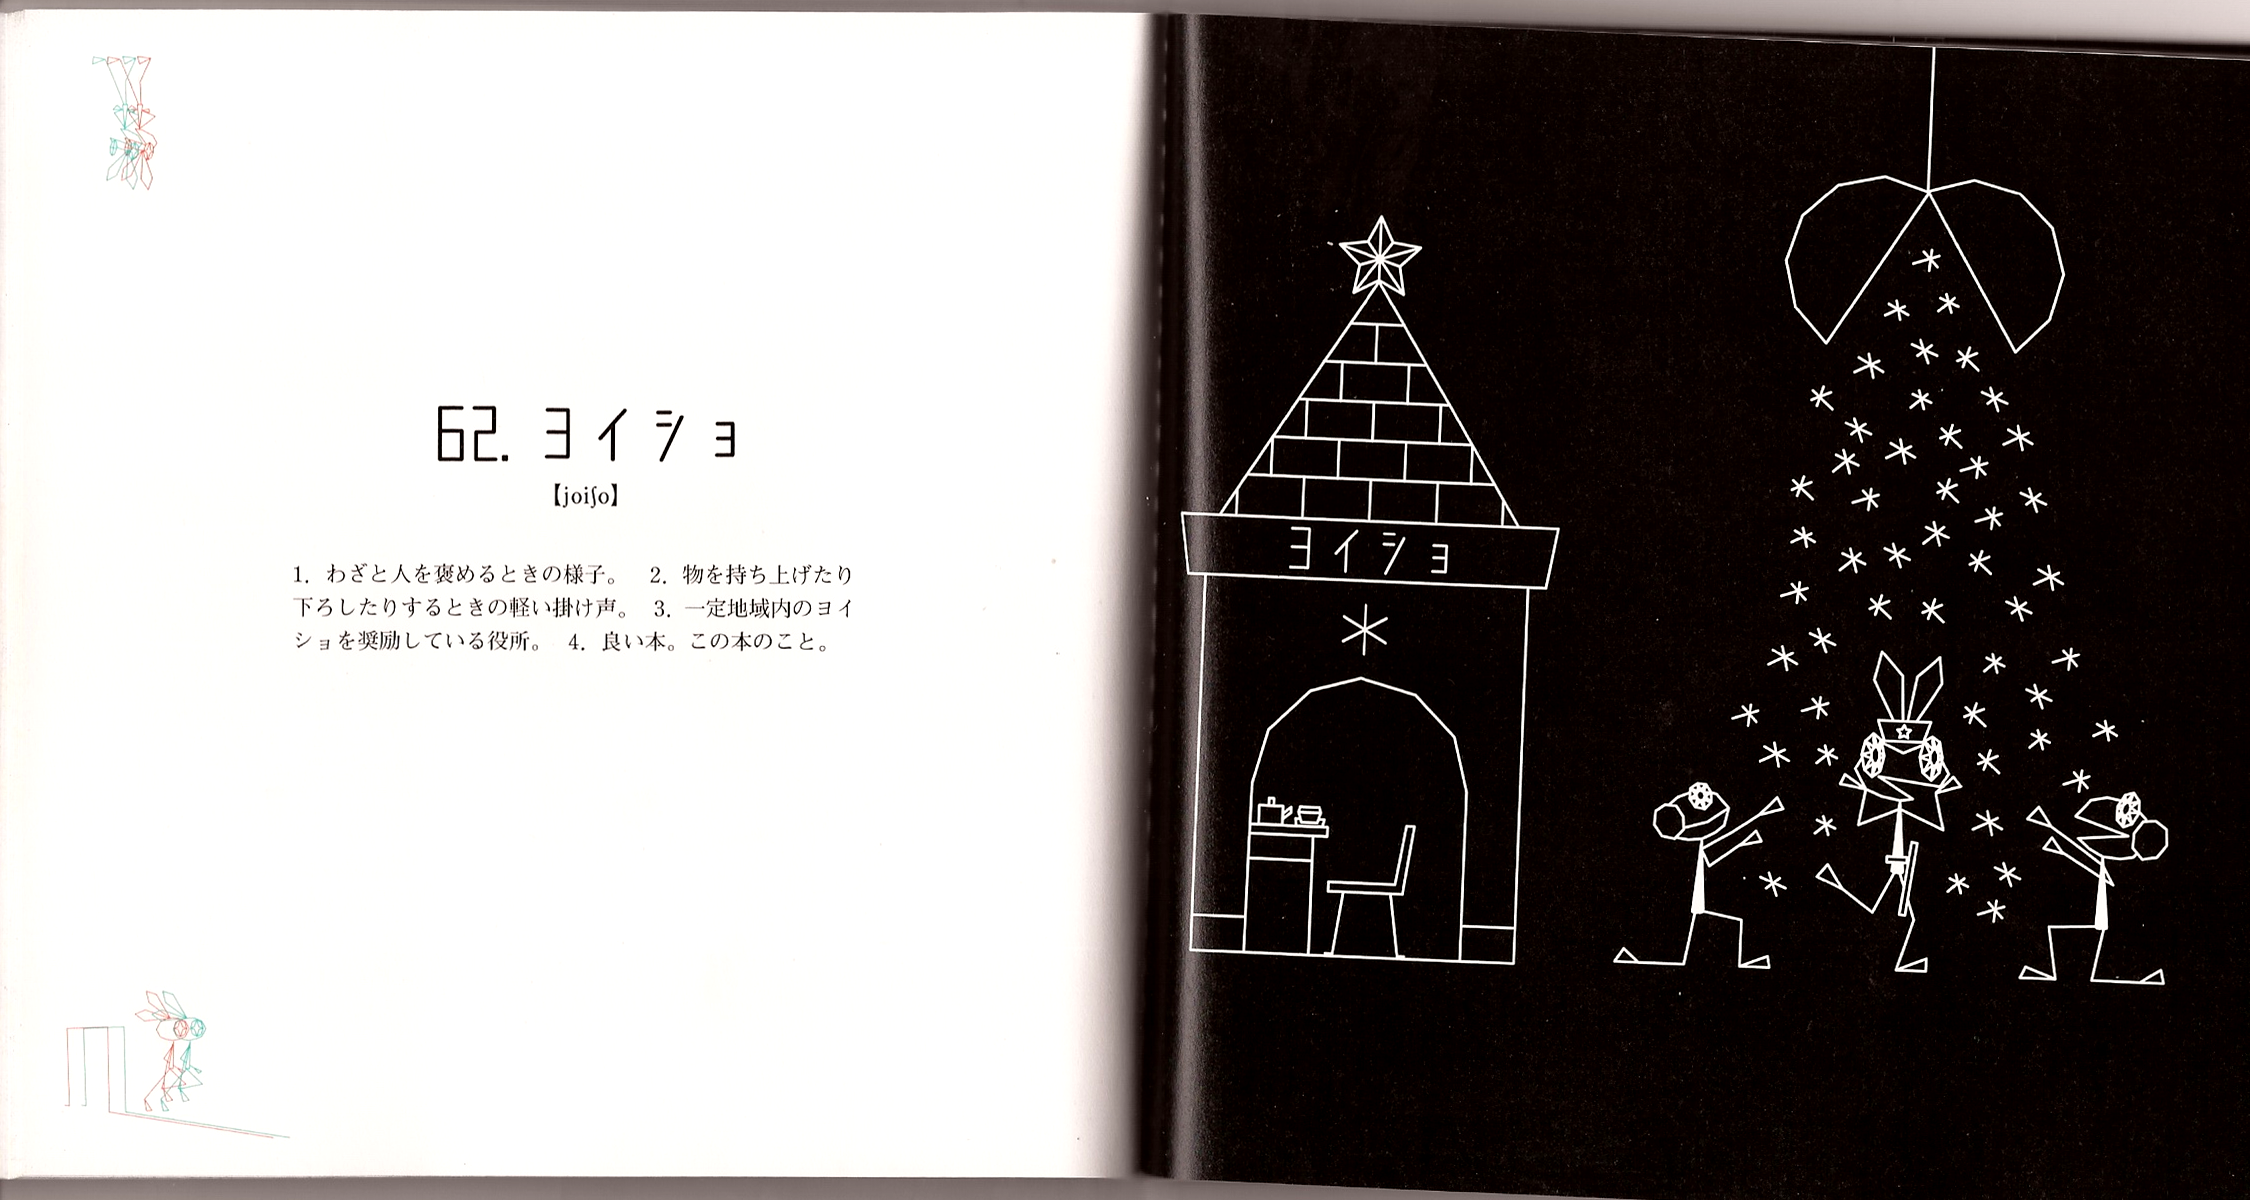 62. ヨイショ
【joiʃo】
1. わざと人を褒めるときの様子。 2. 物を持ち上げたり
下ろしたりするときの軽い掛け声。 3. 一定地域内のヨイ
ショを奨励している役所。 4. 良い本。この本のこと。
ヨイショ